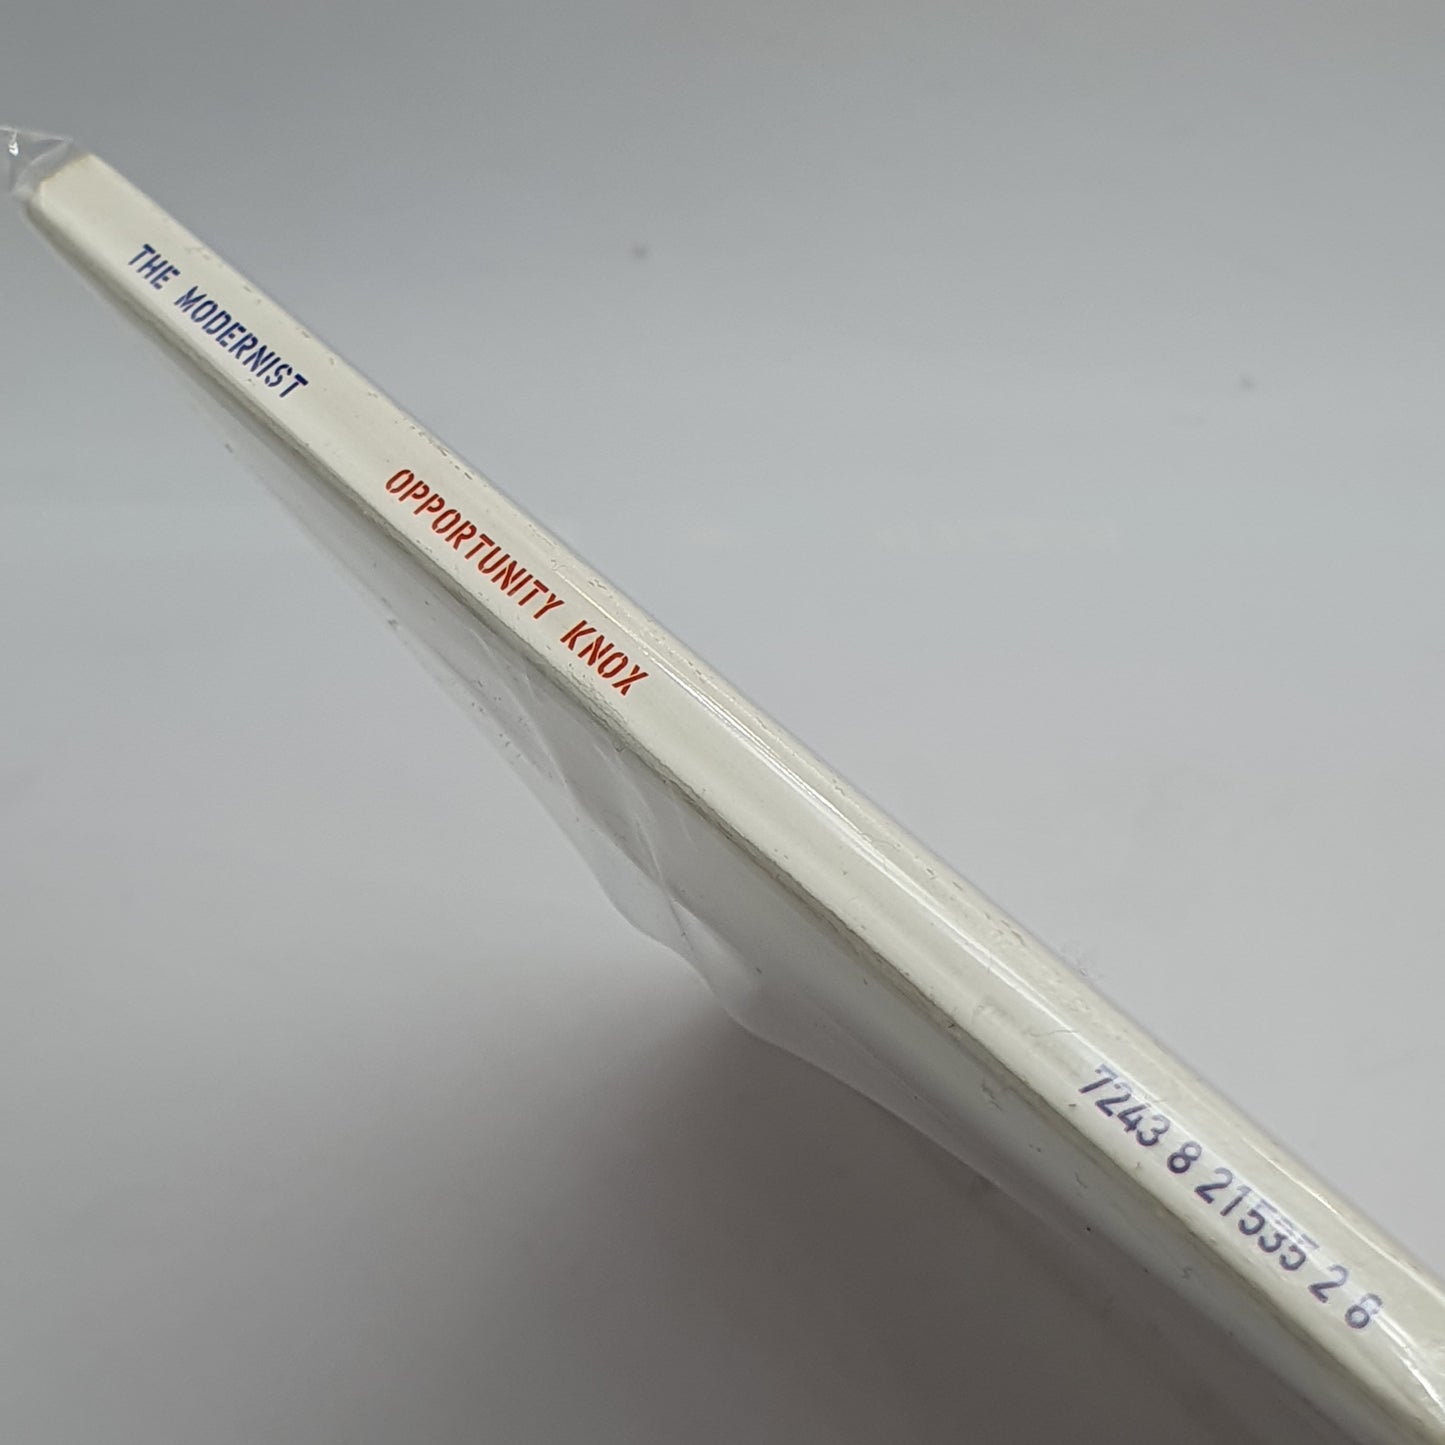 THE MODERNIST OPPORTUNITY KNOX 7243 8 21535 2 6